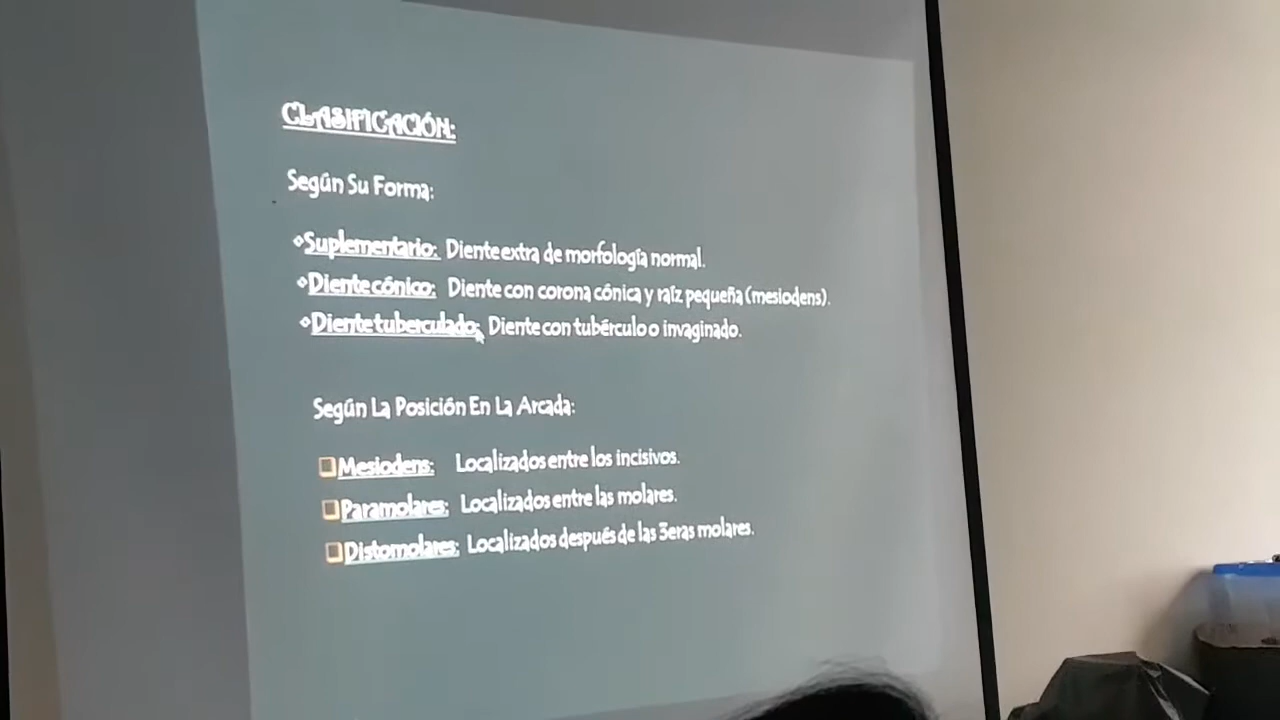 CLASIFICACIÓN:
Según Su Forma:
❖Suplementario: Diente extra de morfología normal.
❖Diente cónico: Diente con corona cónica y raíz pequeña (mesiodens).
❖Diente tuberculado: Diente con tubérculo o invaginado.
Según La Posición En La Arcada:
❑Mesiodens: Localizados entre los incisivos.
❑Paramolares: Localizados entre las molares.
❑Distomolares: Localizados después de las 3eras molares.